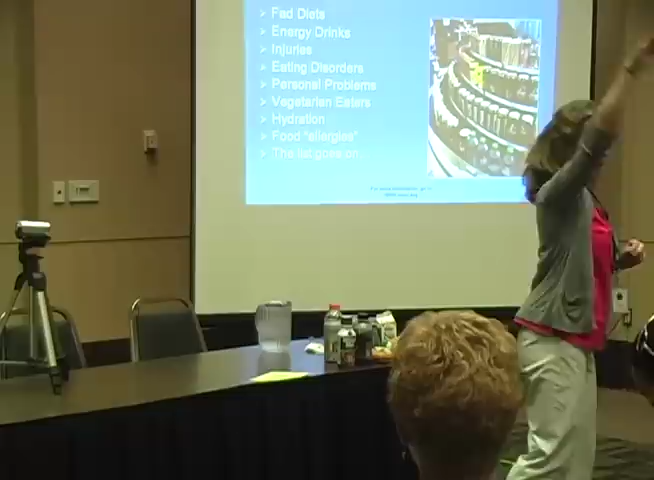 ➢ Fad Diets
➢ Energy Drinks
➢ Injuries
➢ Eating Disorders
➢ Personal Problems
➢ Vegetarian Eaters
➢ Hydration
➢ Food "allergies"
➢ The list goes on